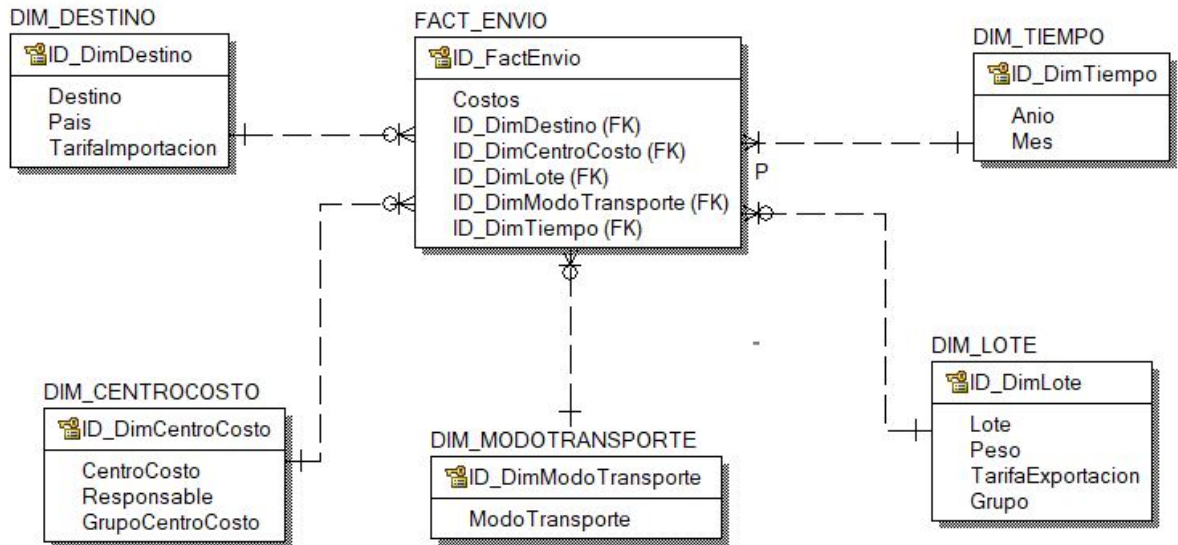 DIM_DESTINO
ID_DimDestino
Destino
Pais
TarifaImportacion
FACT_ENVIO
ID_FactEnvio
Costos
ID_DimDestino (FK)
ID_DimCentroCosto (FK)
ID_DimLote (FK)
ID_DimModoTransporte (FK)
ID_DimTiempo (FK)
DIM_TIEMPO
ID_DimTiempo
Anio
Mes
P
DIM_CENTROCOSTO
ID_DimCentroCosto
CentroCosto
Responsable
GrupoCentroCosto
DIM_MODOTRANSPORTE
ID_DimModoTransporte
ModoTransporte
DIM_LOTE
ID_DimLote
Lote
Peso
TarifaExportacion
Grupo